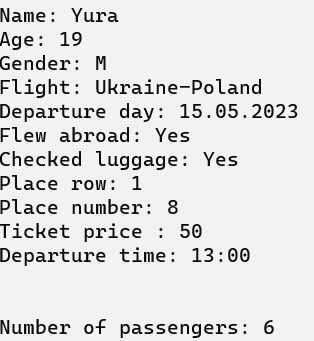 Name: Yura
Age: 19
Gender: M
Flight: Ukraine-Poland
Departure day: 15.05.2023
Flew abroad: Yes
Checked luggage: Yes
Place row: 1
Place number: 8
Ticket price : 50
Departure time: 13:00
Number of passengers: 6